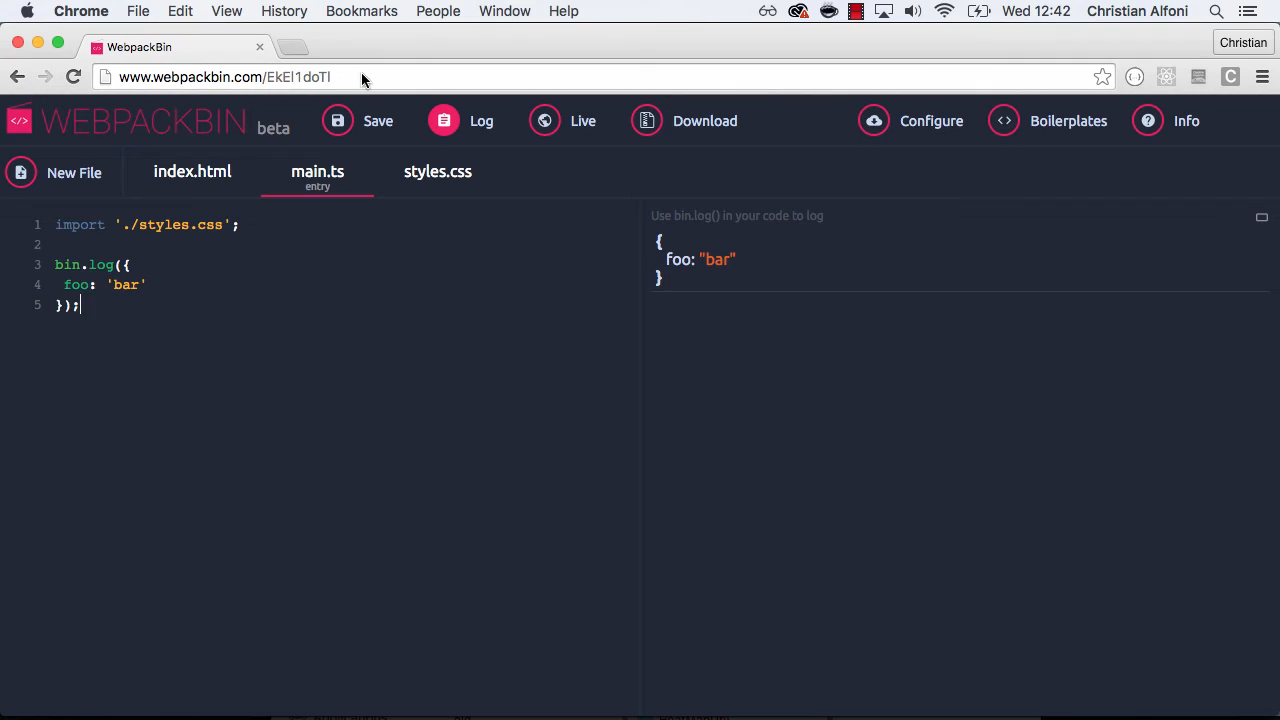 Chrome File Edit View History Bookmarks People Window Help Wed 12:42 Christian Alfoni
WebpackBin Christian
www.webpackbin.com/EkEl1doTl
WEBPACKBIN beta Save Log Live Download Configure Boilerplates Info
New File index.html main.ts styles.css
entry
1 import './styles.css';
2
3 bin.log({
4 foo: 'bar'
5 });
Use bin.log() in your code to log
{
foo: "bar"
}